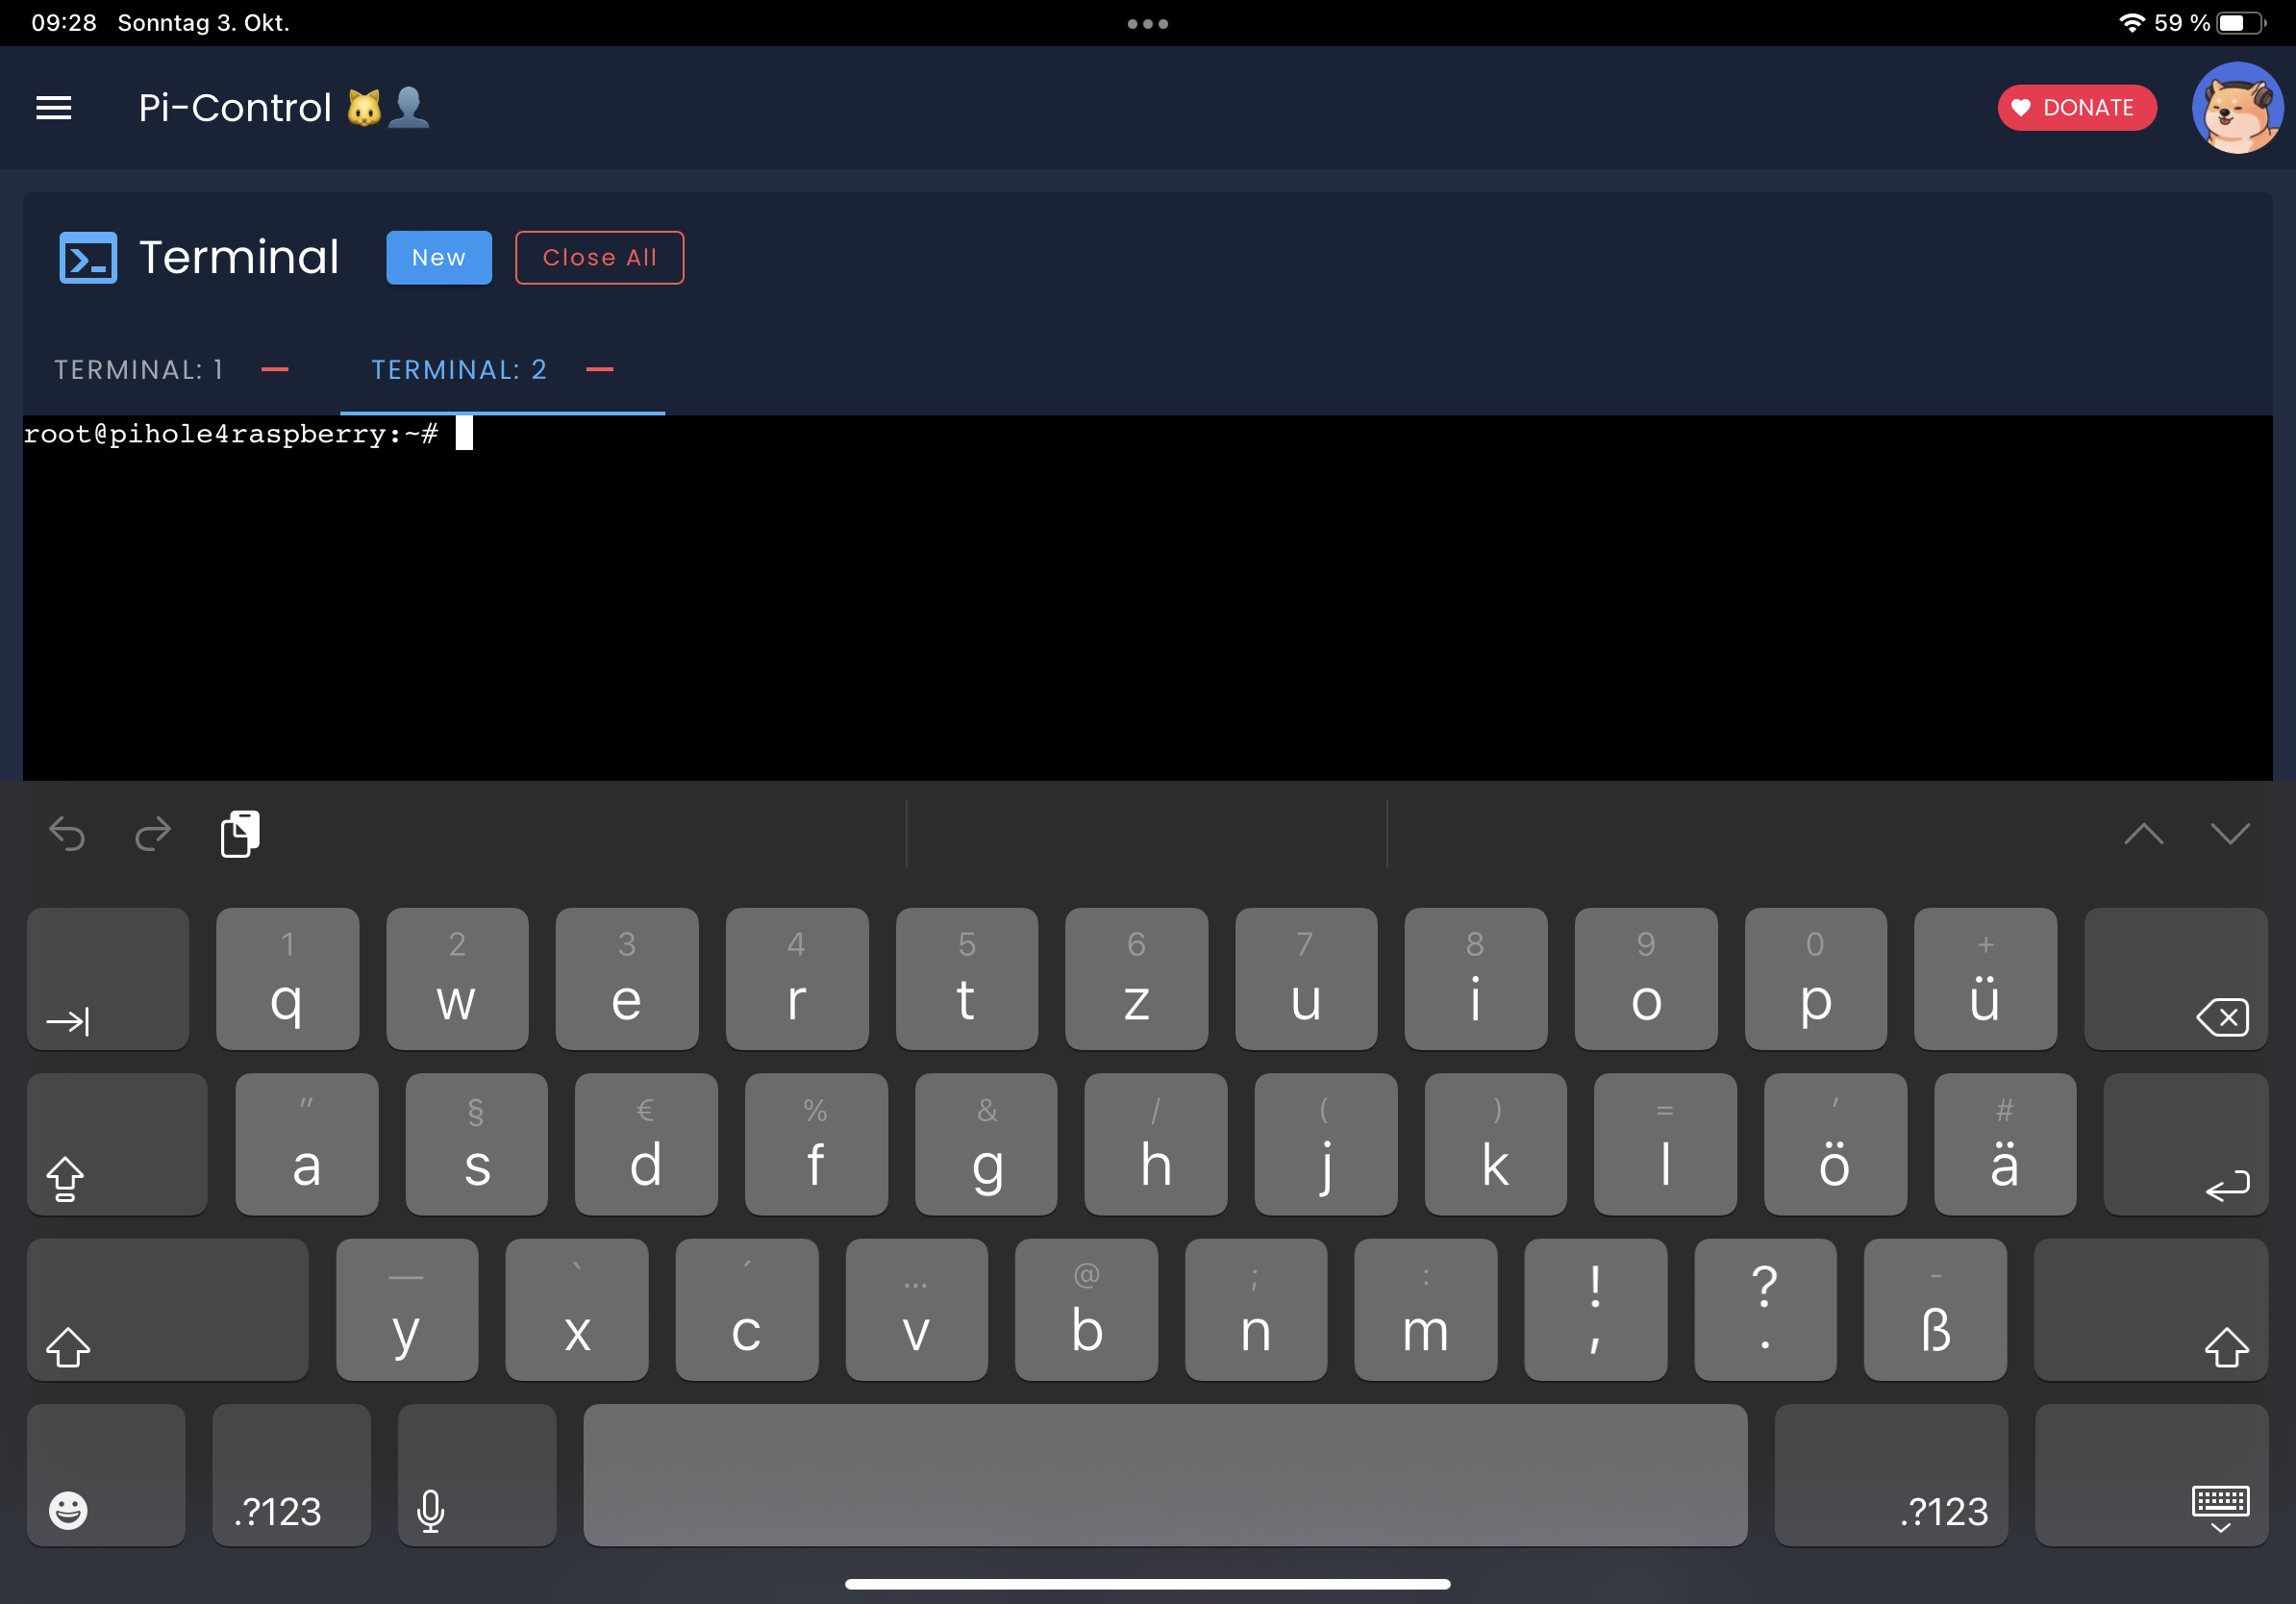 09:28 Sonntag 3. Okt.
59 %
Pi-Control
DONATE
Terminal
New
Close All
TERMINAL: 1
TERMINAL: 2
root@pihole4raspberry:~#
1 2 3 4 5 6 7 8 9 0 +
q w e r t z u i o p ü
" § € % & / ( ) = ' #
a s d f g h j k l ö ä
— ` ´ ... @ ; : ! ? -
y x c v b n m , . ß
.?123 .?123